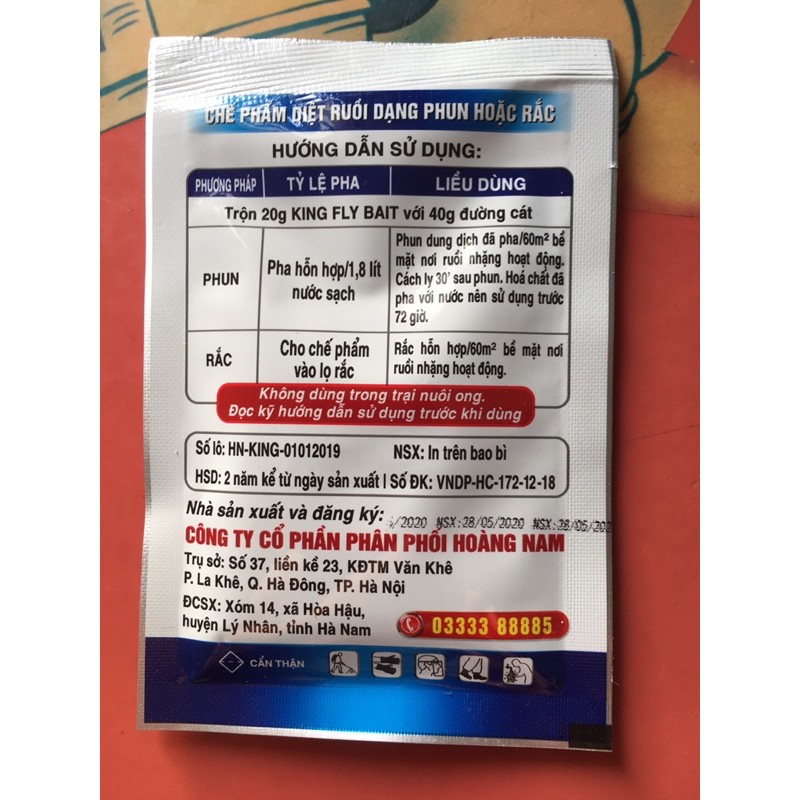 CHẾ PHẨM DIỆT RUỒI DẠNG PHUN HOẶC RẮC
HƯỚNG DẪN SỬ DỤNG:
PHƯƠNG PHÁP TỶ LỆ PHA LIỀU DÙNG
Trộn 20g KING FLY BAIT với 40g đường cát
PHUN
Pha hỗn hợp/1,8 lít
nước sạch
Phun dung dịch đã pha/60m² bề
mặt nơi ruồi nhặng hoạt động.
Cách ly 30' sau phun. Hoá chất đã
pha với nước nên sử dụng trước
72 giờ.
RẮC
Cho chế phẩm
vào lọ rắc
Rắc hỗn hợp/60m² bề mặt nơi
ruồi nhặng hoạt động.
Không dùng trong trại nuôi ong.
Đọc kỹ hướng dẫn sử dụng trước khi dùng
Số lô: HN-KING-01012019 NSX: In trên bao bì
HSD: 2 năm kể từ ngày sản xuất | Số ĐK: VNDP-HC-172-12-18
Nhà sản xuất và đăng ký: /2020 NSX:28/05/2020 NSX:28/05/202
CÔNG TY CỔ PHẦN PHÂN PHỐI HOÀNG NAM
Trụ sở: Số 37, liền kề 23, KĐTM Văn Khê
P. La Khê, Q. Hà Đông, TP. Hà Nội
ĐCSX: Xóm 14, xã Hòa Hậu,
huyện Lý Nhân, tỉnh Hà Nam
03333 88885
CẨN THẬN